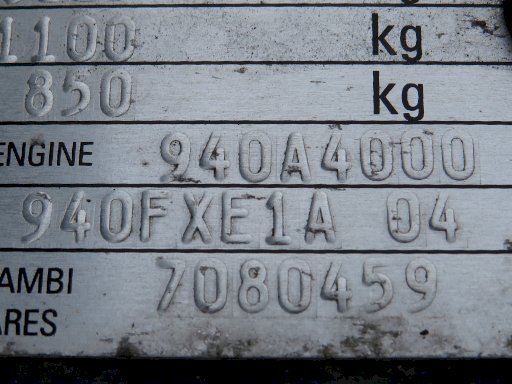 1100 kg
850 kg
ENGINE 940A4000
940FXE1A 04
AMBI 7080459
ARES